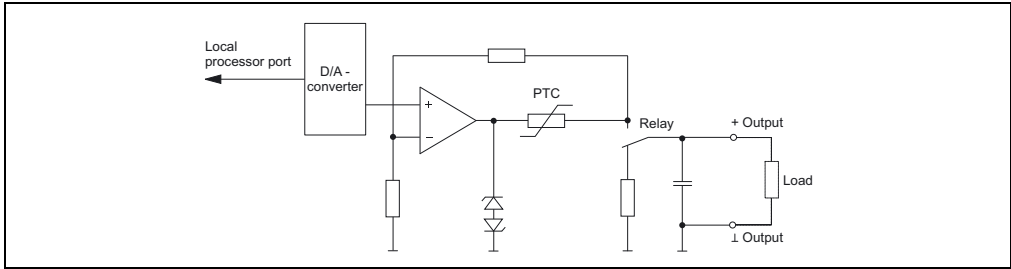 Local
processor port
D/A -
converter
+
−
PTC
Relay
+ Output
Load
⊥ Output